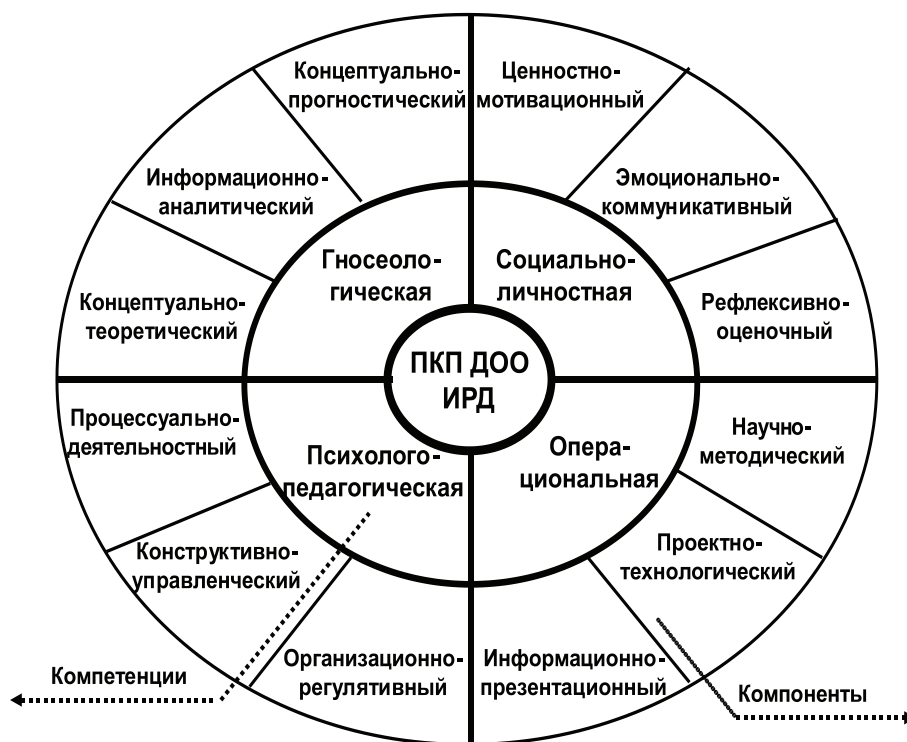 Концептуально-
прогностический
Ценностно-
мотивационный
Информационно-
аналитический
Эмоционально-
коммуникативный
Гносеоло-
гическая
Социально-
личностная
Концептуально-
теоретический
Рефлексивно-
оценочный
ПКП ДОО
ИРД
Процессуально-
деятельностный
Научно-
методический
Психолого-
педагогическая
Опера-
циональная
Конструктивно-
управленческий
Проектно-
технологический
Организационно-
регулятивный
Информационно-
презентационный
Компетенции
Компоненты